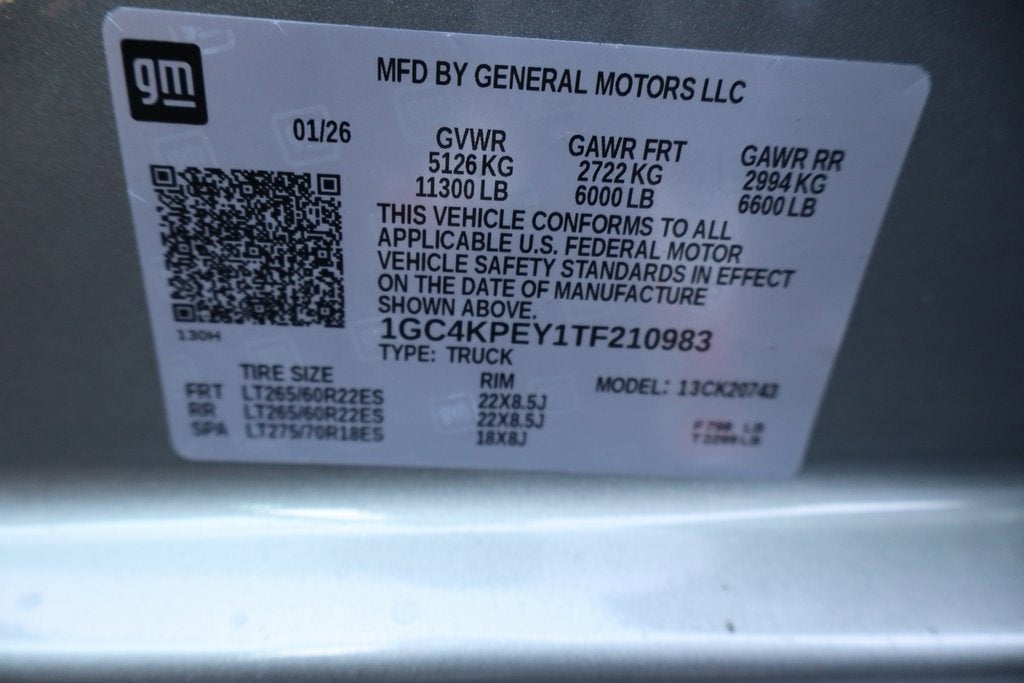 gm
MFD BY GENERAL MOTORS LLC
01/26
GVWR GAWR FRT GAWR RR
5126 KG 2722 KG 2994 KG
11300 LB 6000 LB 6600 LB
THIS VEHICLE CONFORMS TO ALL
APPLICABLE U.S. FEDERAL MOTOR
VEHICLE SAFETY STANDARDS IN EFFECT
ON THE DATE OF MANUFACTURE
SHOWN ABOVE.
130H
1GC4KPEY1TF210983
TYPE: TRUCK
TIRE SIZE RIM MODEL: 13CK20743
FRT LT265/60R22ES 22X8.5J
RR LT265/60R22ES 22X8.5J
SPA LT275/70R18ES 18X8J
LB
LB